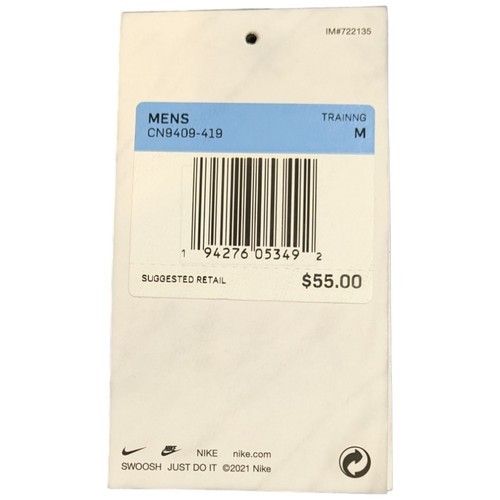 IM#722135
MENS TRAINNG
CN9409-419 M
1 94276 05349 2
SUGGESTED RETAIL $55.00
NIKE nike.com
SWOOSH JUST DO IT ©2021 Nike